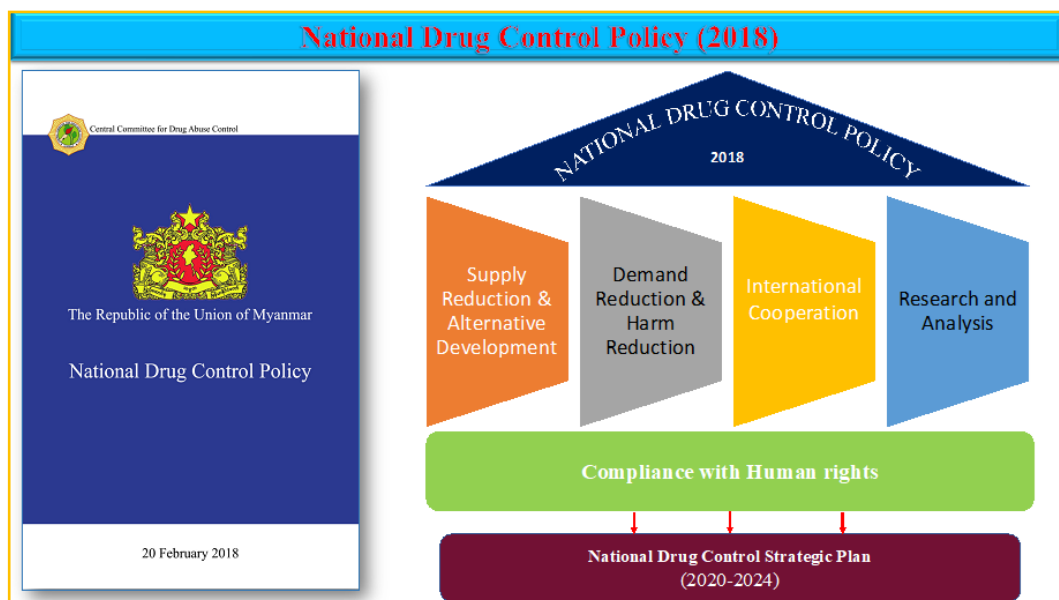 National Drug Control Policy (2018)
Central Committee for Drug Abuse Control
The Republic of the Union of Myanmar
National Drug Control Policy
20 February 2018
NATIONAL DRUG CONTROL POLICY
2018
Supply
Reduction &
Alternative
Development
Demand
Reduction &
Harm
Reduction
International
Cooperation
Research and
Analysis
Compliance with Human rights
National Drug Control Strategic Plan
(2020-2024)